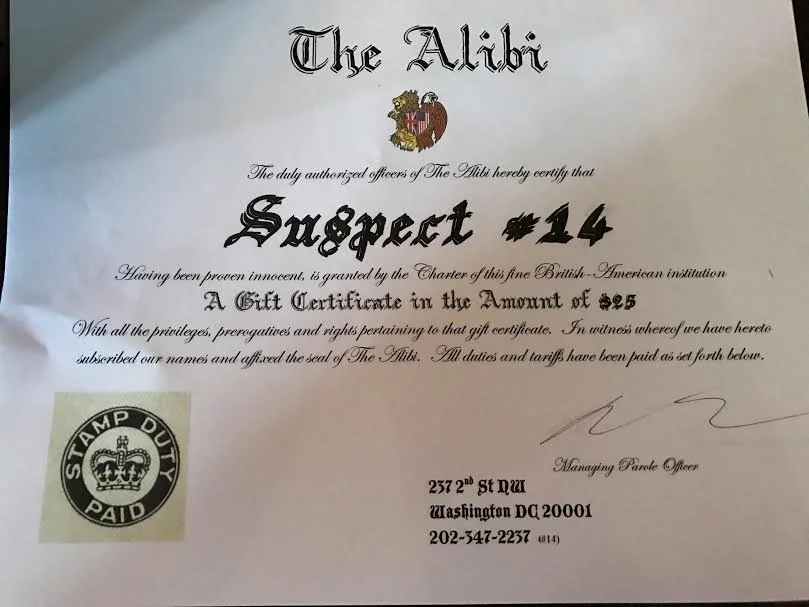 The Alibi
The duly authorized officers of The Alibi hereby certify that
Suspect #14
Having been proven innocent, is granted by the Charter of this fine British-American institution
A Gift Certificate in the Amount of $25
With all the privileges, prerogatives and rights pertaining to that gift certificate. In witness whereof we have hereto
subscribed our names and affixed the seal of The Alibi. All duties and tariffs have been paid as set forth below.
STAMP DUTY
PAID
Managing Parole Officer
237 2nd St NW
Washington DC 20001
202-347-2237 (#14)